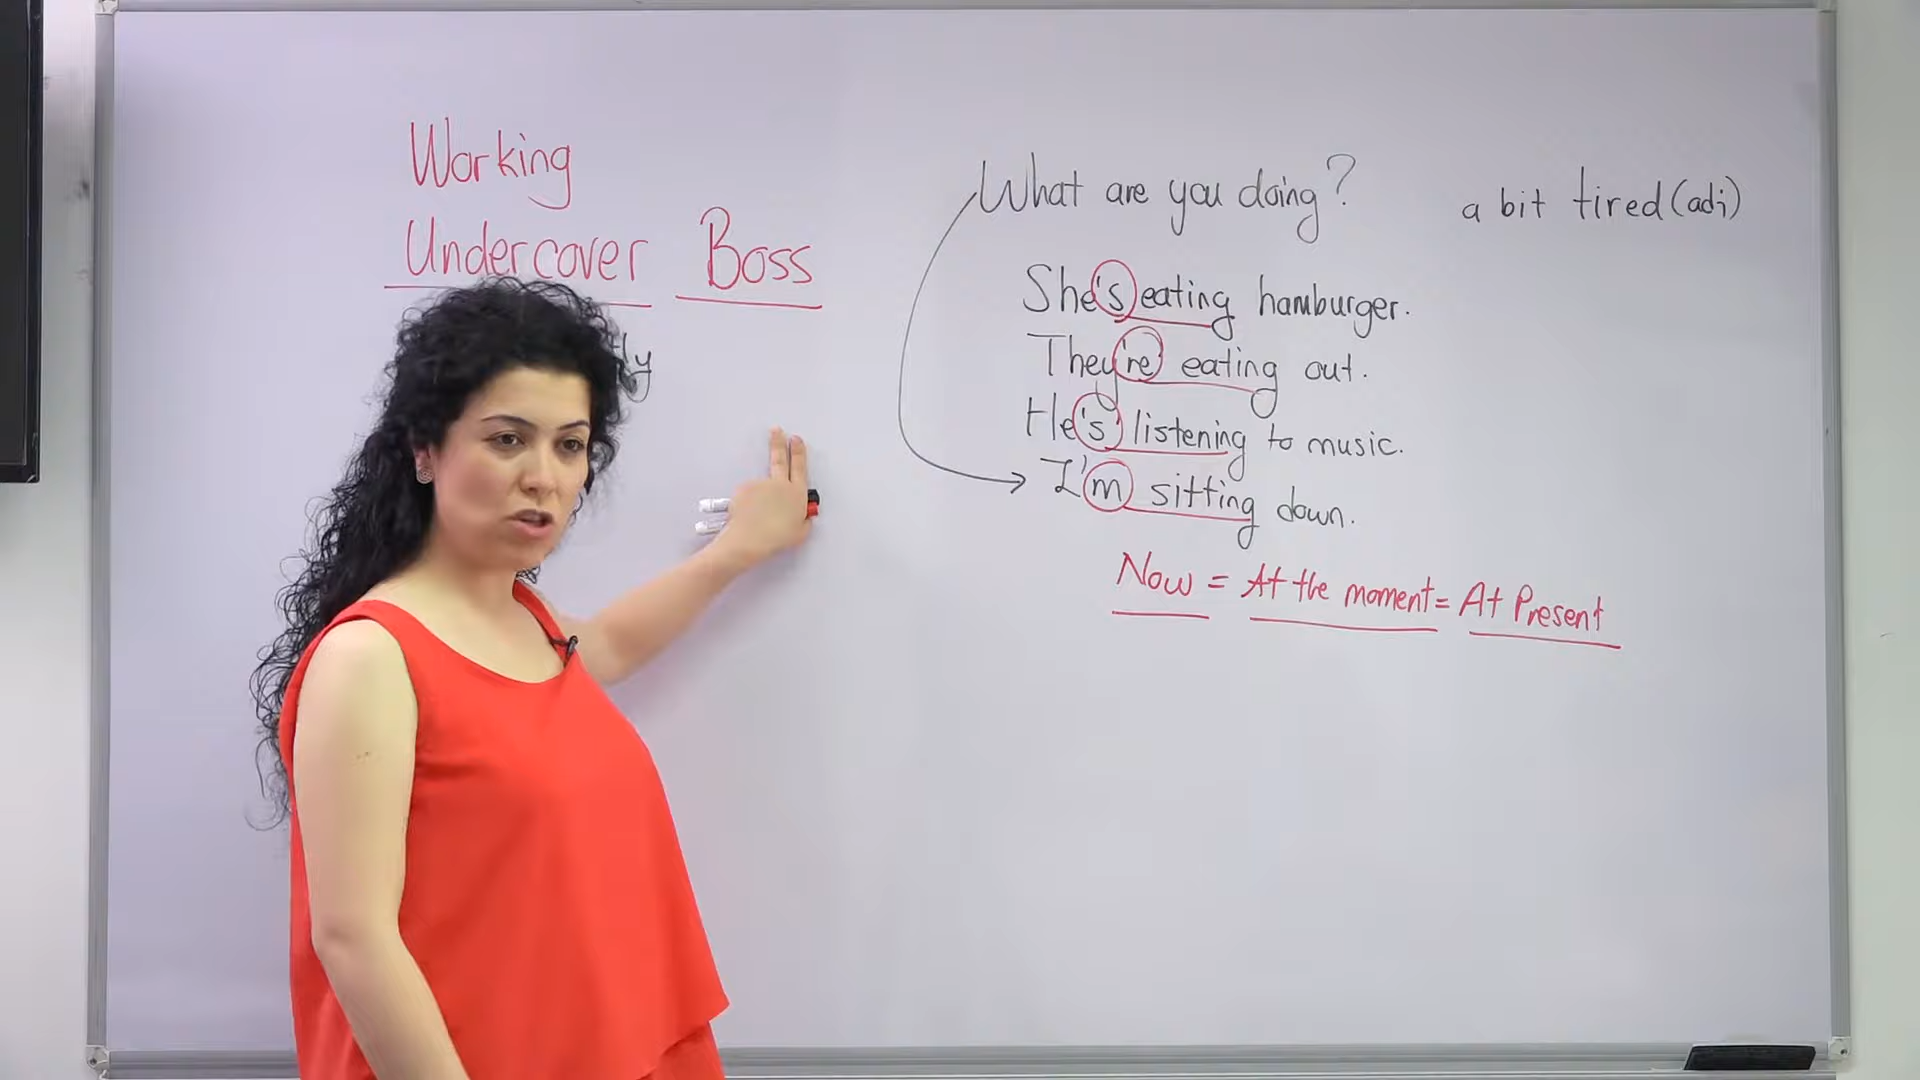 Working
Undercover Boss
What are you doing?
a bit tired (adj)
She's eating hamburger.
They're eating out.
He's listening to music.
I'm sitting down.
Now = At the moment = At Present